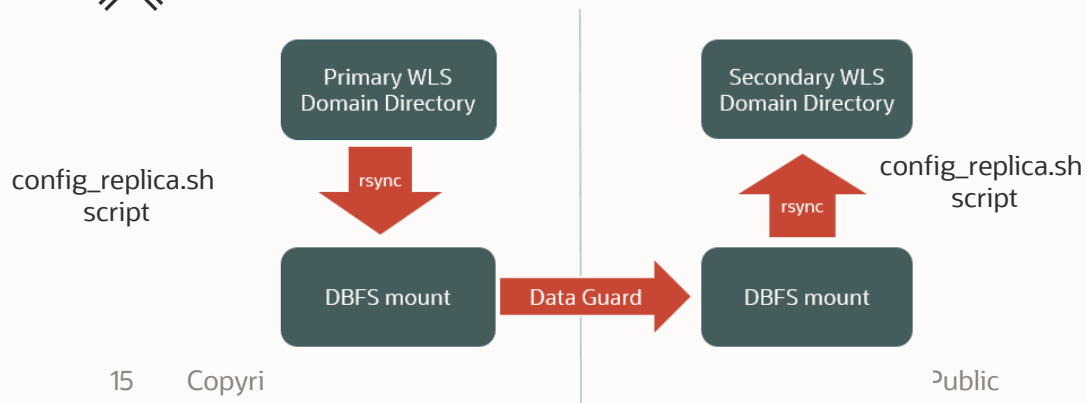 Primary WLS
Domain Directory
Secondary WLS
Domain Directory
config_replica.sh
script
rsync
rsync
config_replica.sh
script
DBFS mount
Data Guard
DBFS mount
15 Copyri
Public